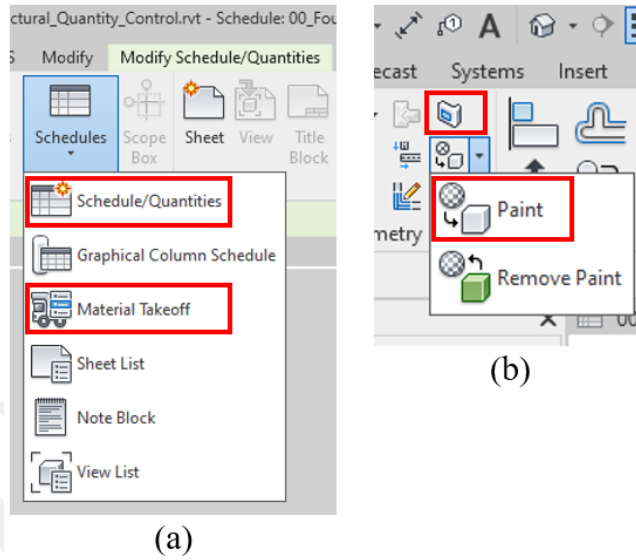 ctural_Quantity_Control.rvt - Schedule: 00_Fou
S Modify Modify Schedule/Quantities
Schedules Scope Box Sheet View Title Block
Schedule/Quantities
Graphical Column Schedule
Material Takeoff
Sheet List
Note Block
View List
(a)
A
ecast Systems Insert
Paint
metry
Remove Paint
00
(b)